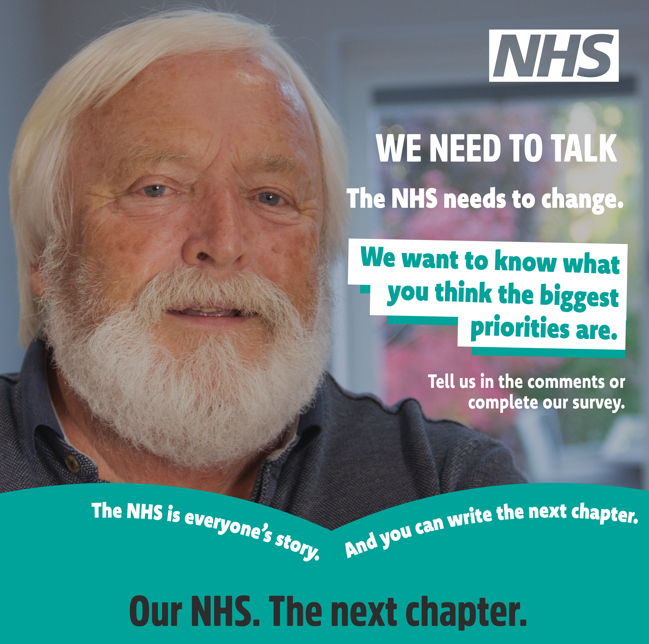 NHS
WE NEED TO TALK
The NHS needs to change.
We want to know what
you think the biggest
priorities are.
Tell us in the comments or
complete our survey.
The NHS is everyone's story.
And you can write the next chapter.
Our NHS. The next chapter.